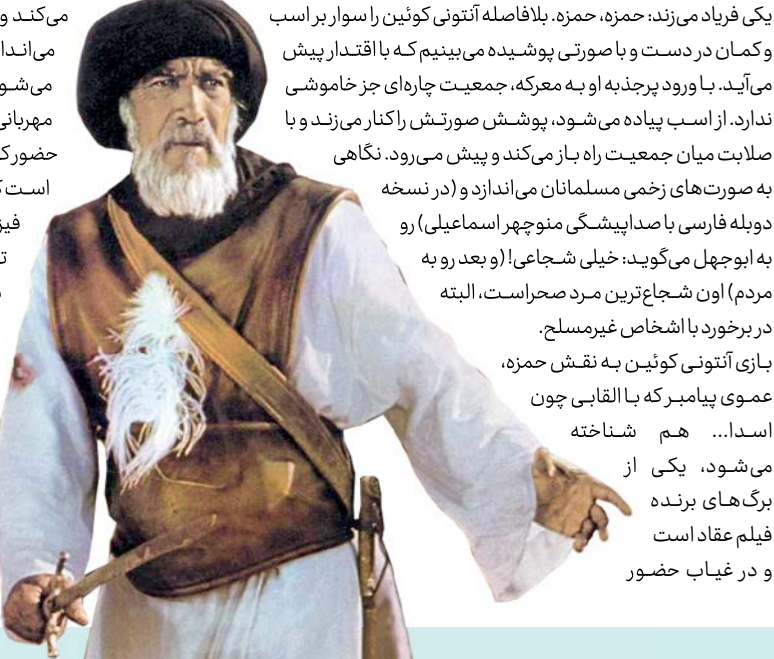 یکی فریاد می‌زند: حمزه، حمزه. بلافاصله آنتونی کوئین را سوار بر اسب
و کمان در دست و با صورتی پوشیده می‌بینیم که با اقتدار پیش
می‌آید. با ورود پرجذبه او به معرکه، جمعیت چاره‌ای جز خاموشی
ندارد. از اسب پیاده می‌شود، پوشش صورتش را کنار می‌زند و با
صلابت میان جمعیت راه باز می‌کند و پیش می‌رود. نگاهی
به صورت‌های زخمی مسلمانان می‌اندازد و (در نسخه
دوبله فارسی با صداپیشگی منوچهر اسماعیلی) رو
به ابوجهل می‌گوید: خیلی شجاعی! (و بعد رو به
مردم) اون شجاع‌ترین مرد صحراست، البته
در برخورد با اشخاص غیرمسلح.
بازی آنتونی کوئین به نقش حمزه،
عموی پیامبر که با القابی چون
اسدا... هم شناخته
می‌شود، یکی از
برگ‌های برنده
فیلم عقاد است
و در غیاب حضور
می‌کند و
می‌اندا
می‌شو
مهربانی
حضور ک
است ک
فیز
ت